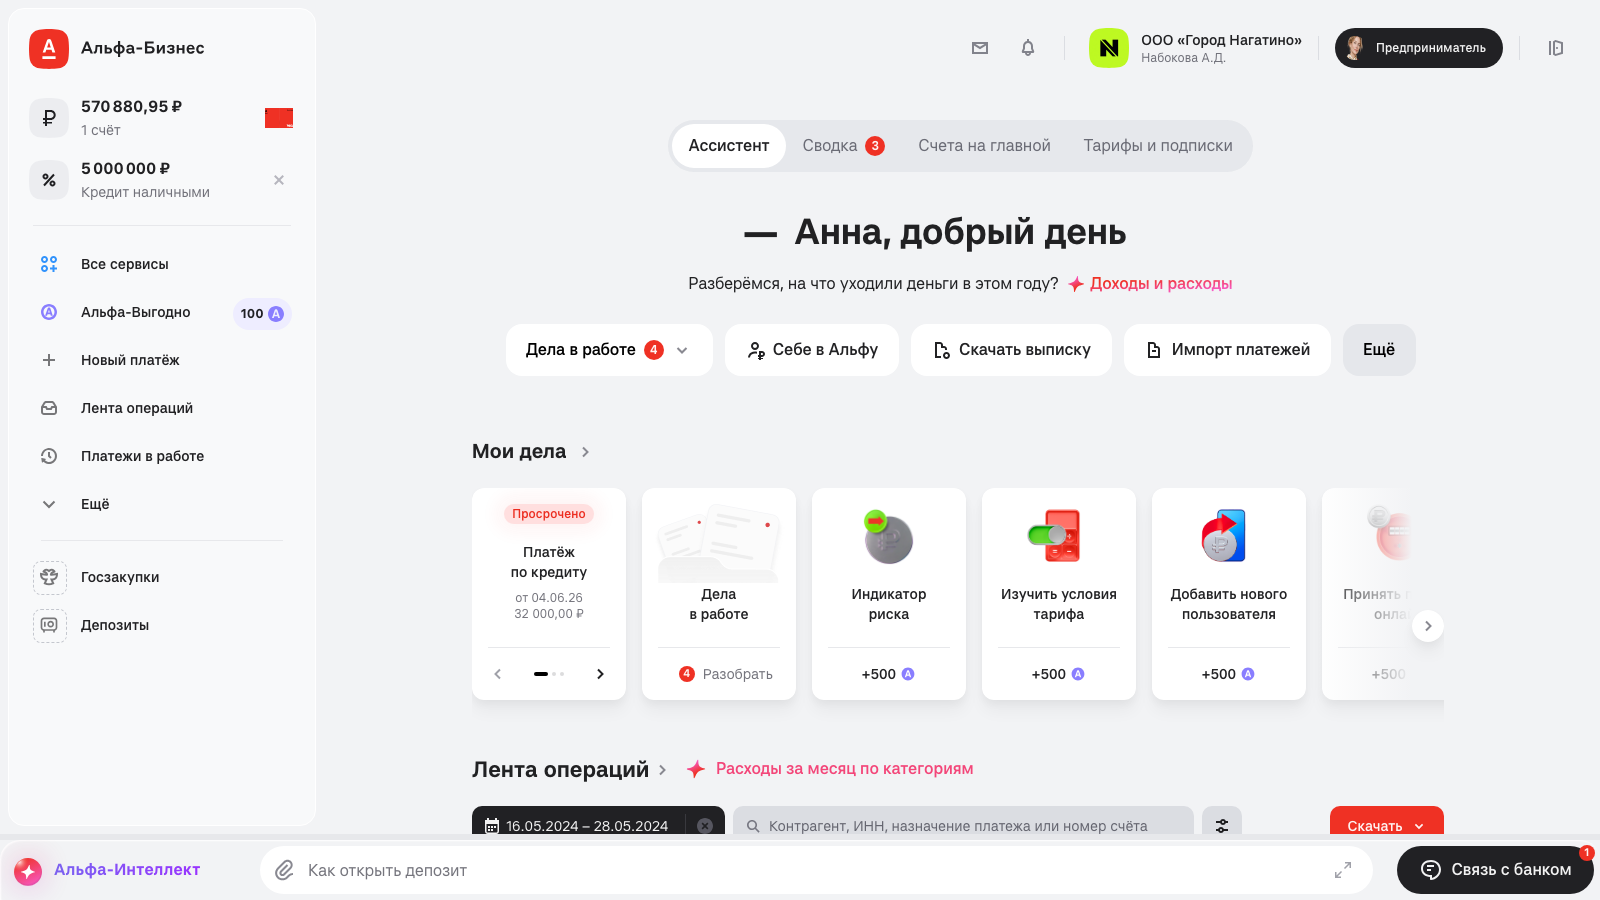 Альфа-Бизнес
570 880,95 ₽
1 счёт
5 000 000 ₽
Кредит наличными
Все сервисы
Альфа-Выгодно
100 А
Новый платёж
Лента операций
Платежи в работе
Ещё
Госзакупки
Депозиты
ООО «Город Нагатино»
Набокова А.Д.
Предприниматель
Ассистент
Сводка 3
Счета на главной
Тарифы и подписки
— Анна, добрый день
Разберёмся, на что уходили деньги в этом году? Доходы и расходы
Дела в работе 4
Себе в Альфу
Скачать выписку
Импорт платежей
Ещё
Мои дела
Просрочено
Платёж
по кредиту
от 04.06.26
32 000,00 ₽
Дела
в работе
4 Разобрать
Индикатор
риска
+500 А
Изучить условия
тарифа
+500 А
Добавить нового
пользователя
+500 А
Принять
+500
Лента операций
Расходы за месяц по категориям
16.05.2024 – 28.05.2024
Контрагент, ИНН, назначение платежа или номер счёта
Скачать
Альфа-Интеллект
Как открыть депозит
Связь с банком
1